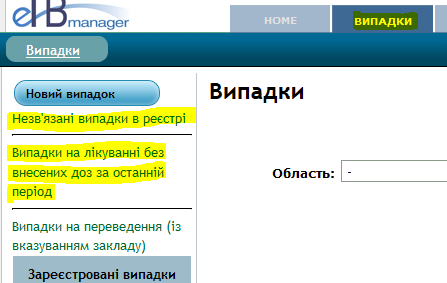 eTB manager
HOME
ВИПАДКИ
Випадки
Новий випадок
Незв'язані випадки в реєстрі
Випадки на лікуванні без
внесених доз за останній
період
Випадки на переведення (із
вказуванням закладу)
Зареєстровані випадки
Випадки
Область:
-